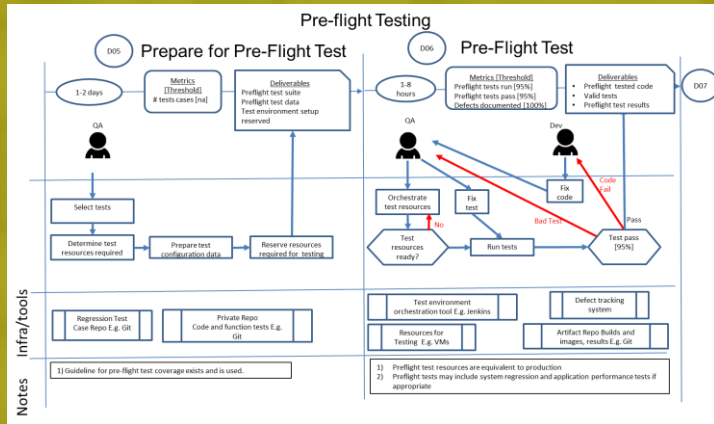 Pre-flight Testing
D05
Prepare for Pre-Flight Test
D06
Pre-Flight Test
1-2 days
Metrics
[Threshold]
# tests cases [na]
Deliverables
Preflight test suite
Preflight test data
Test environment setup
reserved
1-8
hours
Metrics [Threshold]
Preflight tests run [95%]
Preflight tests pass [95%]
Defects documented [100%]
Deliverables
• Preflight tested code
• Valid tests
• Preflight test results
D07
QA
QA
Dev
Select tests
Determine test
resources required
Prepare test
configuration data
Reserve resources
required for testing
Orchestrate
test resources
Fix
test
Fix
code
Code
Fail
Bad Test
Pass
No
Test
resources
ready?
Run tests
Test pass
[95%]
Infra/tools
Regression Test
Case Repo E.g. Git
Private Repo
Code and function tests E.g.
Git
Test environment
orchestration tool E.g. Jenkins
Defect tracking
system
Resources for
Testing E.g. VMs
Artifact Repo Builds and
images, results E.g. Git
Notes
1) Guideline for pre-flight test coverage exists and is used.
1) Preflight test resources are equivalent to production
2) Preflight tests may include system regression and application performance tests if
appropriate